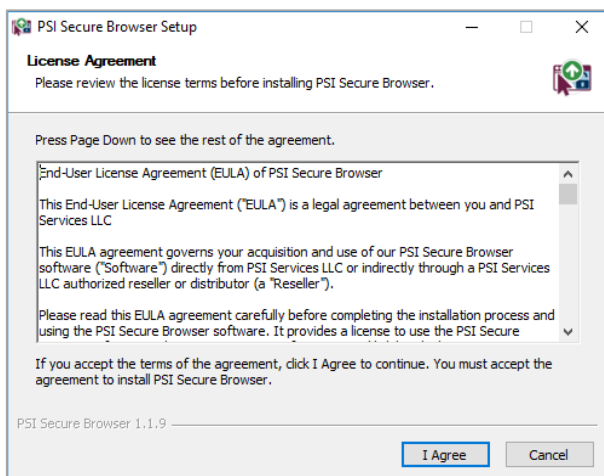 PSI Secure Browser Setup
License Agreement
Please review the license terms before installing PSI Secure Browser.
Press Page Down to see the rest of the agreement.
End-User License Agreement (EULA) of PSI Secure Browser
This End-User License Agreement ("EULA") is a legal agreement between you and PSI
Services LLC
This EULA agreement governs your acquisition and use of our PSI Secure Browser
software ("Software") directly from PSI Services LLC or indirectly through a PSI Services
LLC authorized reseller or distributor (a "Reseller").
Please read this EULA agreement carefully before completing the installation process and
using the PSI Secure Browser software. It provides a license to use the PSI Secure
If you accept the terms of the agreement, click I Agree to continue. You must accept the
agreement to install PSI Secure Browser.
PSI Secure Browser 1.1.9
I Agree
Cancel